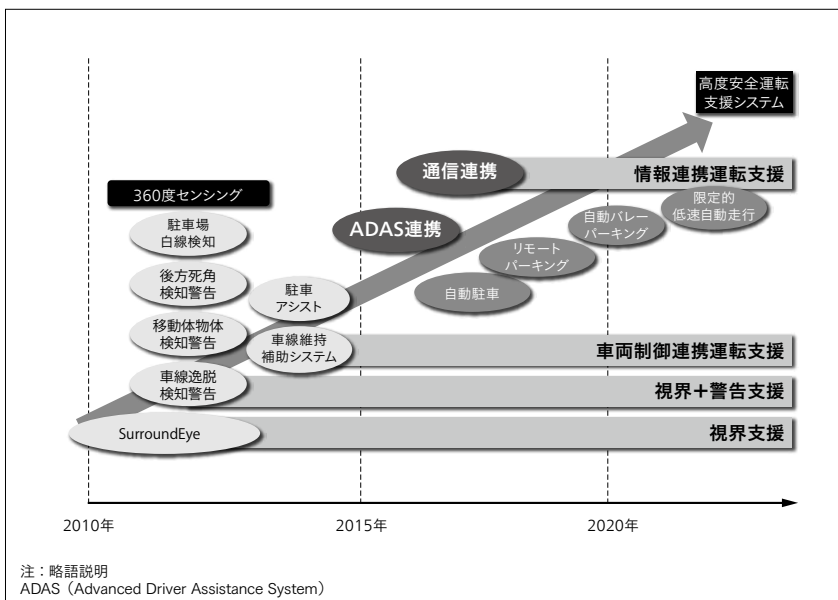 高度安全運転
支援システム
通信連携
情報連携運転支援
360度センシング
限定的
低速自動走行
駐車場
白線検知
ADAS連携
自動バレー
パーキング
リモート
パーキング
後方死角
検知警告
駐車
アシスト
自動駐車
移動体物体
検知警告
車線維持
補助システム
車両制御連携運転支援
車線逸脱
検知警告
視界＋警告支援
SurroundEye
視界支援
2010年
2015年
2020年
注：略語説明
ADAS（Advanced Driver Assistance System）